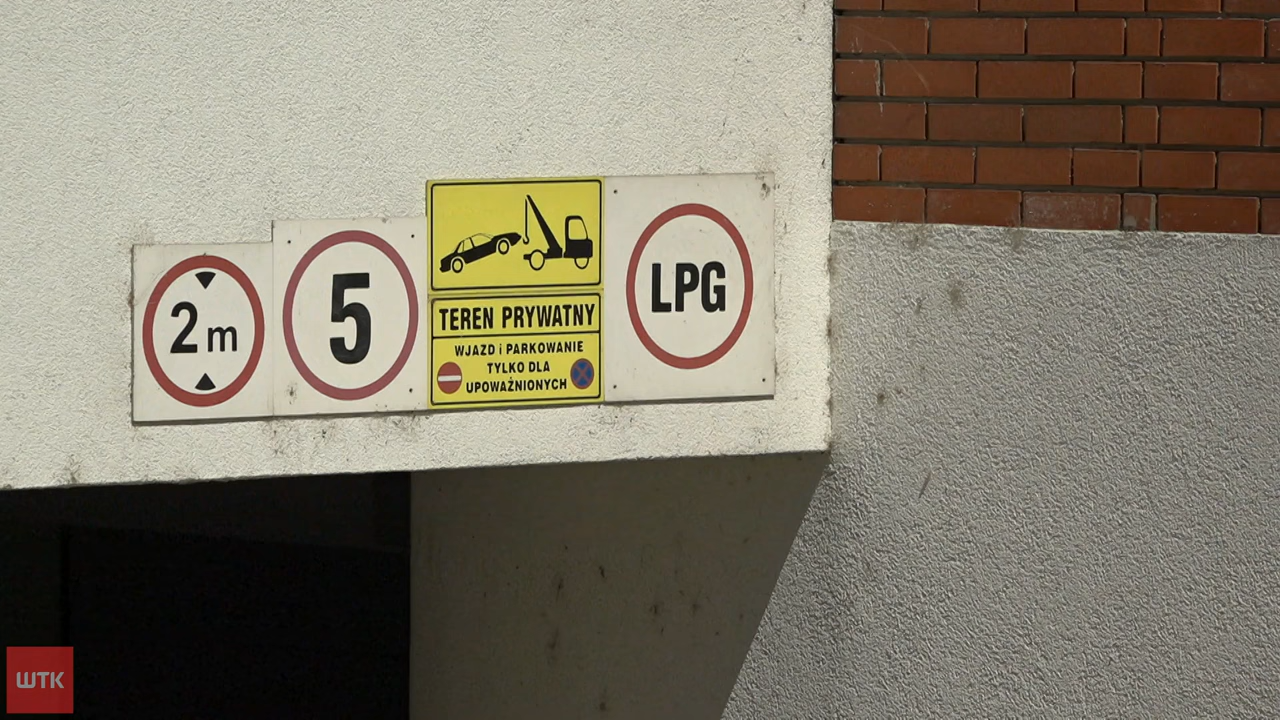 2 m
5
TEREN PRYWATNY
WJAZD i PARKOWANIE
TYLKO DLA
UPOWAŻNIONYCH
LPG
WTK